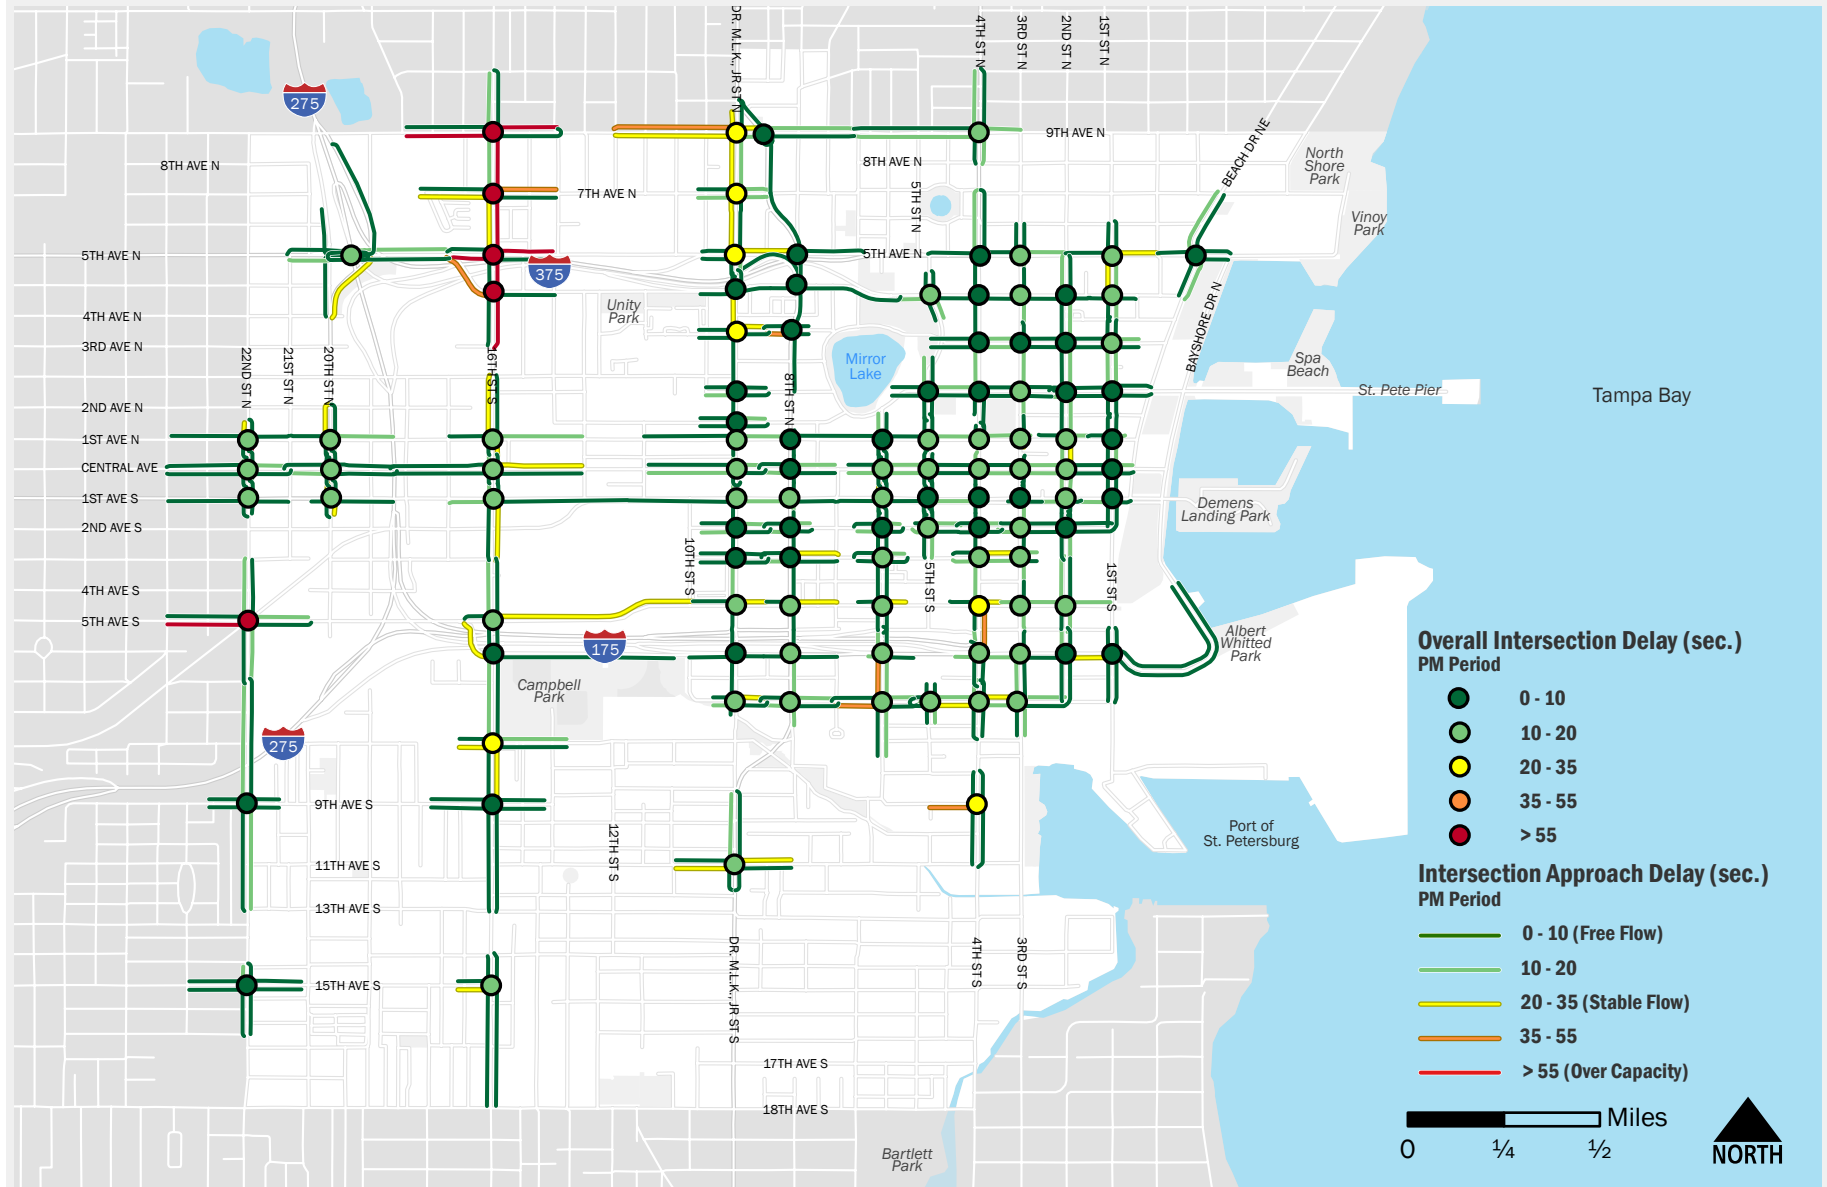 DR. M.L.K., JR ST N
4TH ST N
3RD ST N
2ND ST N
1ST ST N
275
9TH AVE N
BEACH DR NE
8TH AVE N
8TH AVE N
North
Shore
Park
7TH AVE N
5TH ST N
Vinoy
Park
5TH AVE N
5TH AVE N
375
Unity
Park
BAYSHORE DR N
4TH AVE N
3RD AVE N
22ND ST N
21ST ST N
20TH ST N
16TH ST S
Mirror
Lake
8TH ST N
Spa
Beach
St. Pete Pier
Tampa Bay
2ND AVE N
1ST AVE N
CENTRAL AVE
1ST AVE S
Demens
Landing Park
2ND AVE S
10TH ST S
5TH ST S
1ST ST S
4TH AVE S
5TH AVE S
175
Albert
Whitted
Park
Campbell
Park
275
9TH AVE S
12TH ST S
11TH AVE S
Port of
St. Petersburg
13TH AVE S
DR. M.L.K., JR ST S
4TH ST S
3RD ST S
15TH AVE S
17TH AVE S
18TH AVE S
Bartlett
Park
Overall Intersection Delay (sec.)
PM Period
0 - 10
10 - 20
20 - 35
35 - 55
> 55
Intersection Approach Delay (sec.)
PM Period
0 - 10 (Free Flow)
10 - 20
20 - 35 (Stable Flow)
35 - 55
> 55 (Over Capacity)
Miles
0 ¼ ½
NORTH